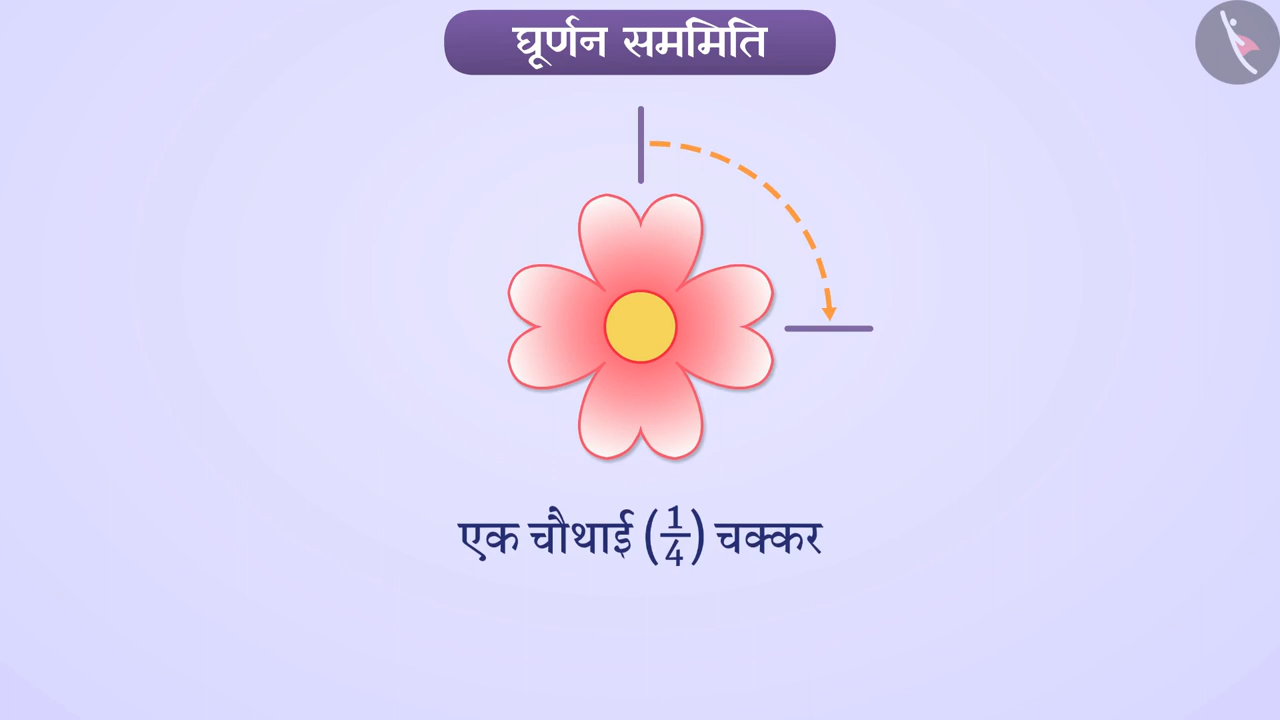 घूर्णन सममिति
एक चौथाई (1/4) चक्कर